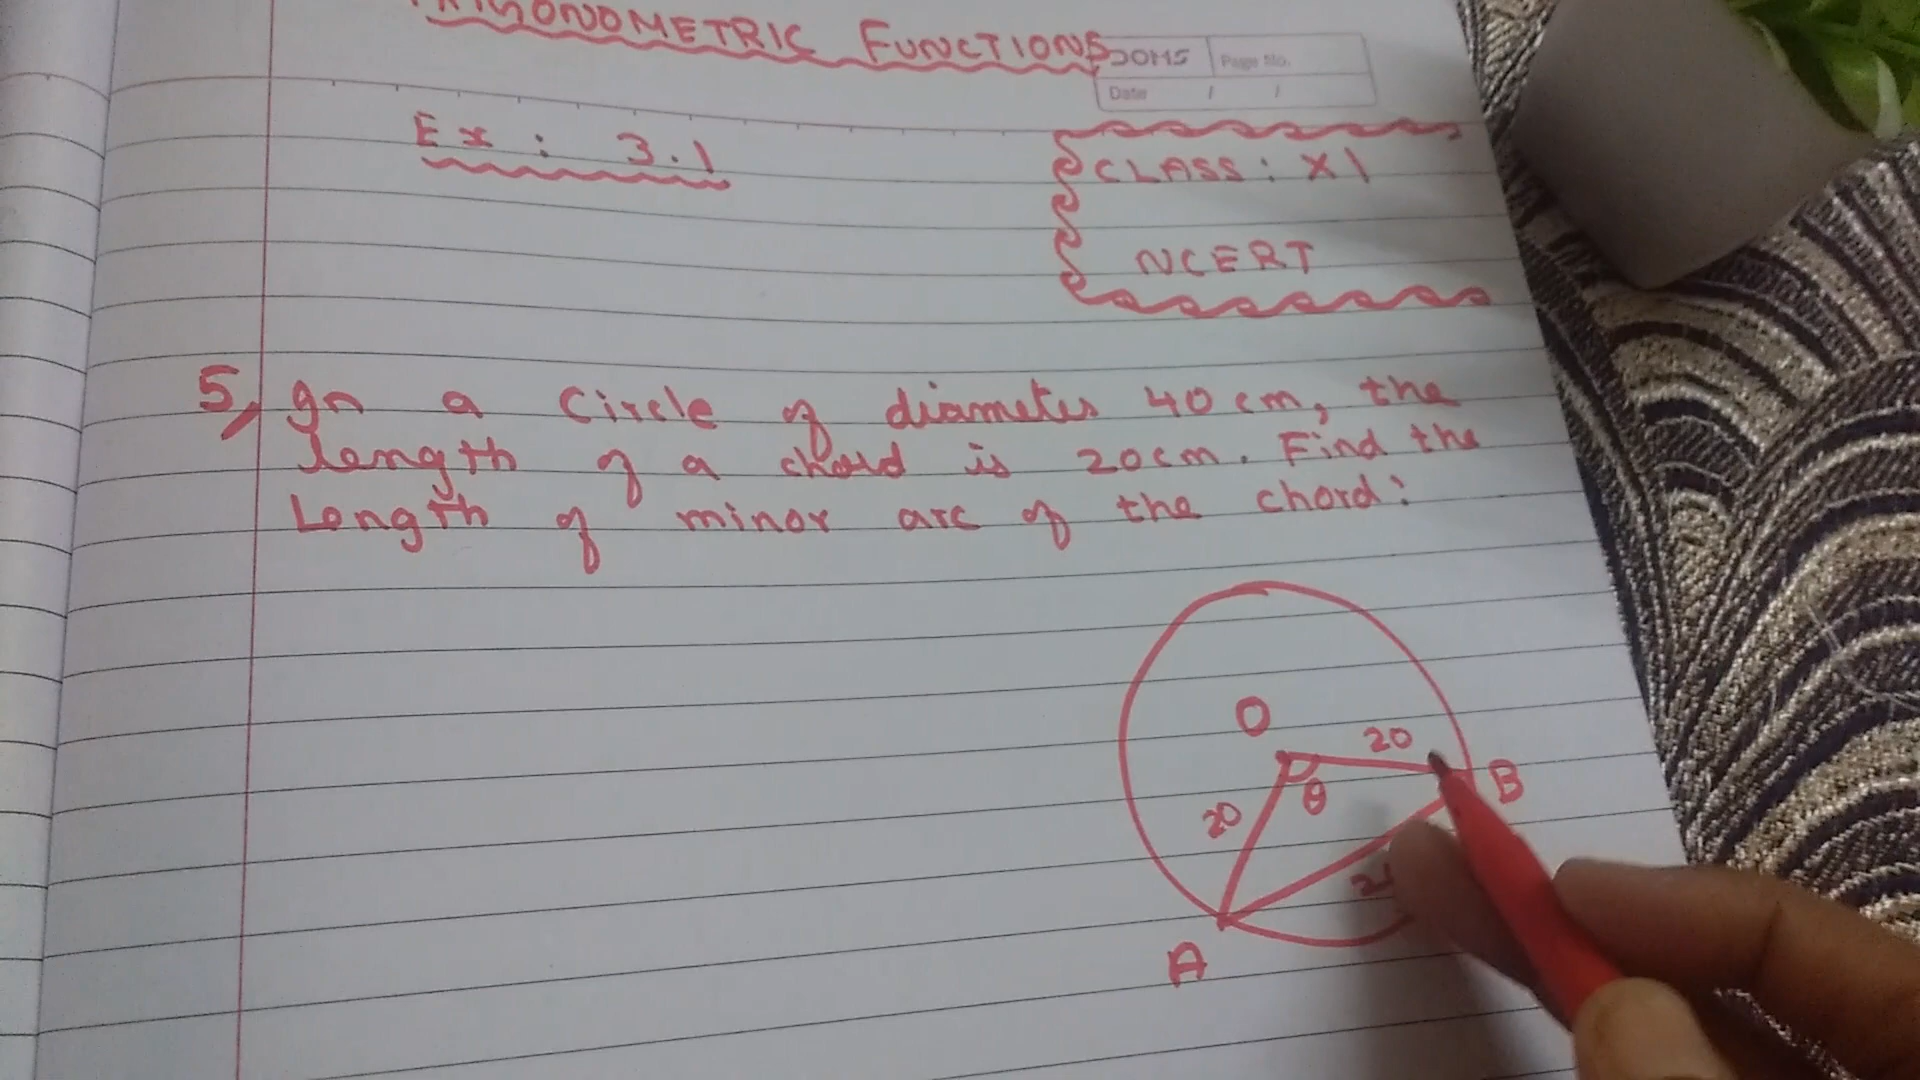 TRIGONOMETRIC FUNCTIONS
DOMS Page No.
Date / /
Ex : 3.1
CLASS : XI
NCERT
5, In a Circle of diameter 40 cm, the
length of a chord is 20cm. Find the
Length of minor arc of the chord:
O
20
B
θ
20
A